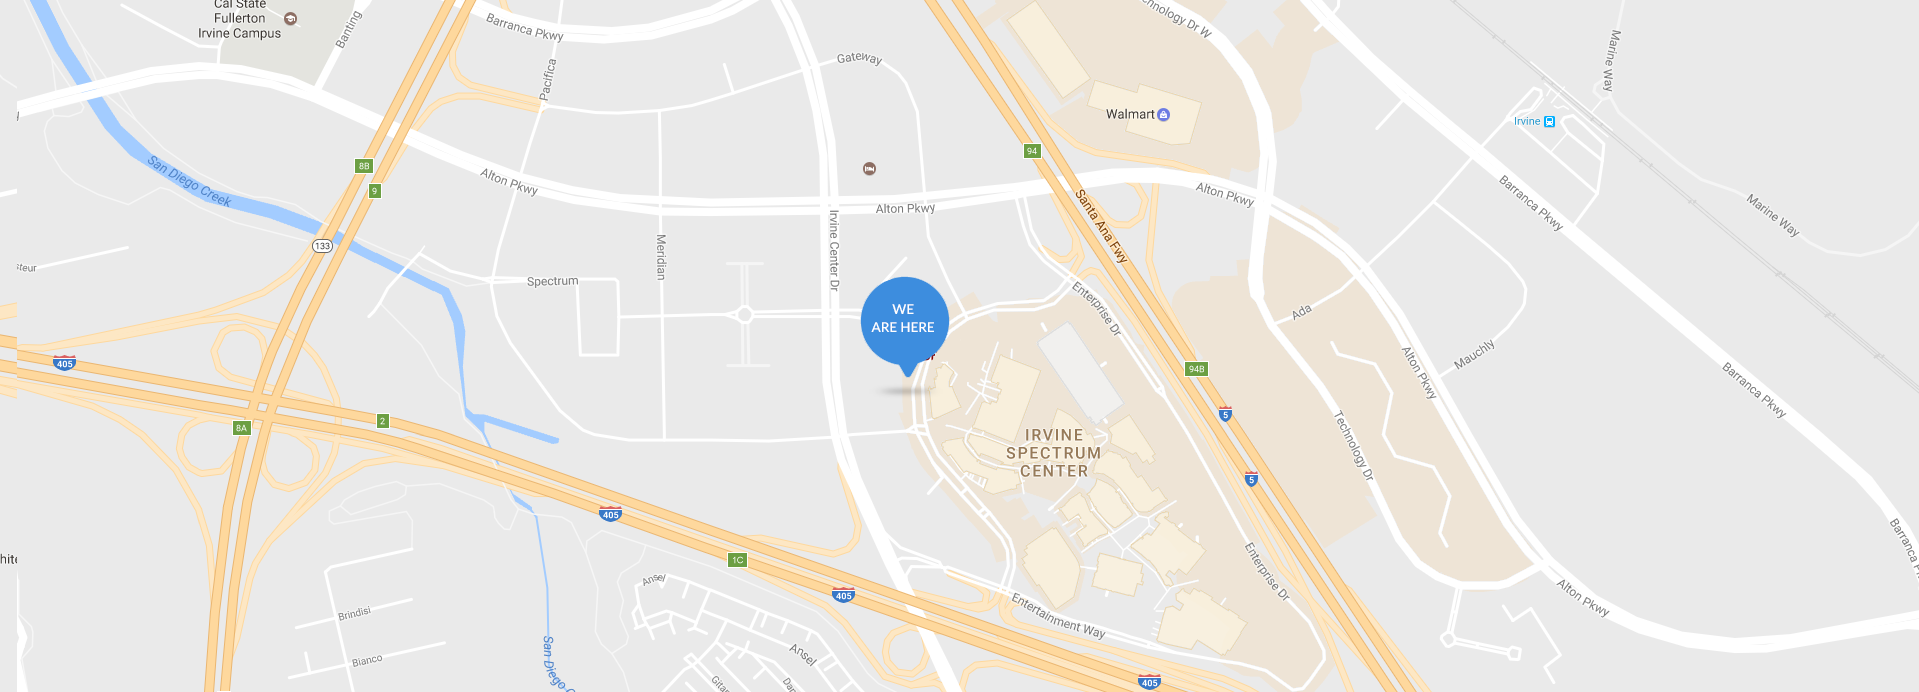 Cal State
Fullerton
Irvine Campus
Banting
Barranca Pkwy
Pacifica
Gateway
Technology Dr W
Marine Way
Walmart
Irvine
8B
9
94
San Diego Creek
Alton Pkwy
Alton Pkwy
Alton Pkwy
Barranca Pkwy
Marine Way
Irvine Center Dr
Santa Ana Fwy
133
Meridian
Spectrum
Enterprise Dr
WE
ARE HERE
Ada
Mauchly
Alton Pkwy
405
94B
5
Barranca Pkwy
2
8A
Technology Dr
IRVINE
SPECTRUM
CENTER
5
405
1C
Enterprise Dr
Barranca
Ansel
405
Entertainment Way
Alton Pkwy
Brindisi
Bianco
San Diego
Ansel
405